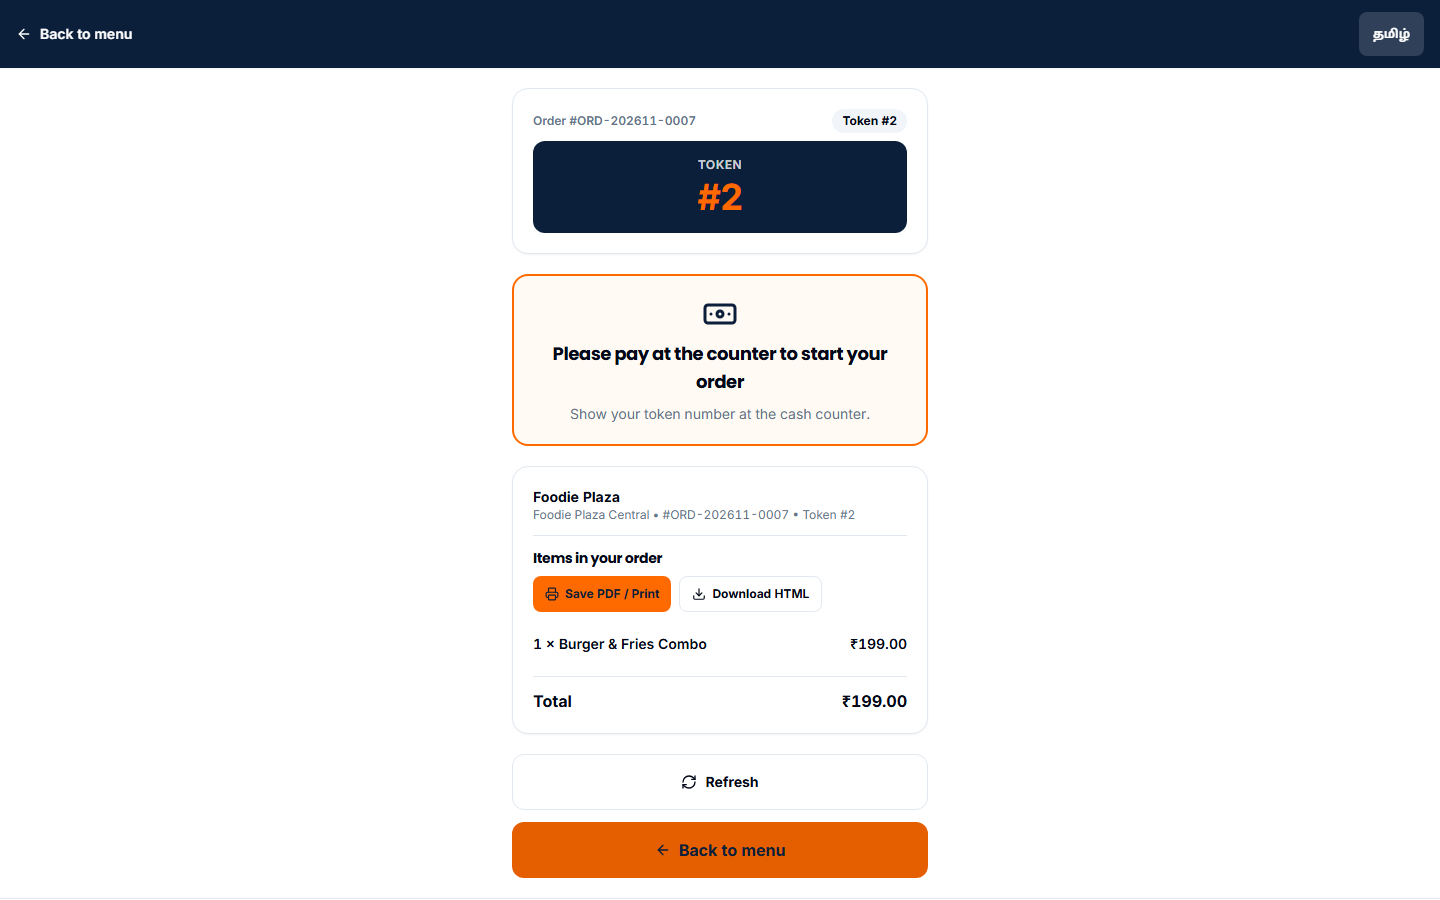 Back to menu
தமிழ்
Order #ORD-202611-0007
Token #2
TOKEN
#2
Please pay at the counter to start your
order
Show your token number at the cash counter.
Foodie Plaza
Foodie Plaza Central • #ORD-202611-0007 • Token #2
Items in your order
Save PDF / Print
Download HTML
1 × Burger & Fries Combo
₹199.00
Total
₹199.00
Refresh
Back to menu